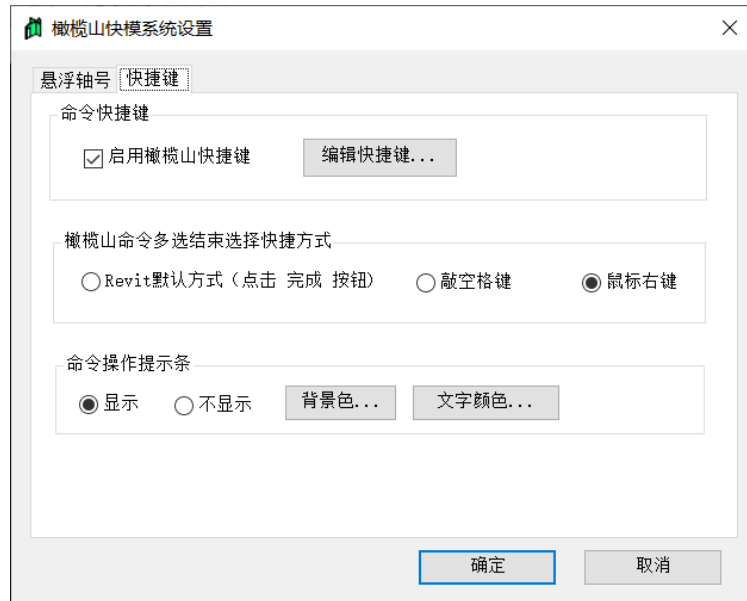 橄榄山快模系统设置
悬浮轴号 快捷键
命令快捷键
启用橄榄山快捷键 编辑快捷键...
橄榄山命令多选结束选择快捷方式
Revit默认方式（点击 完成 按钮） 敲空格键 鼠标右键
命令操作提示条
显示 不显示 背景色... 文字颜色...
确定 取消